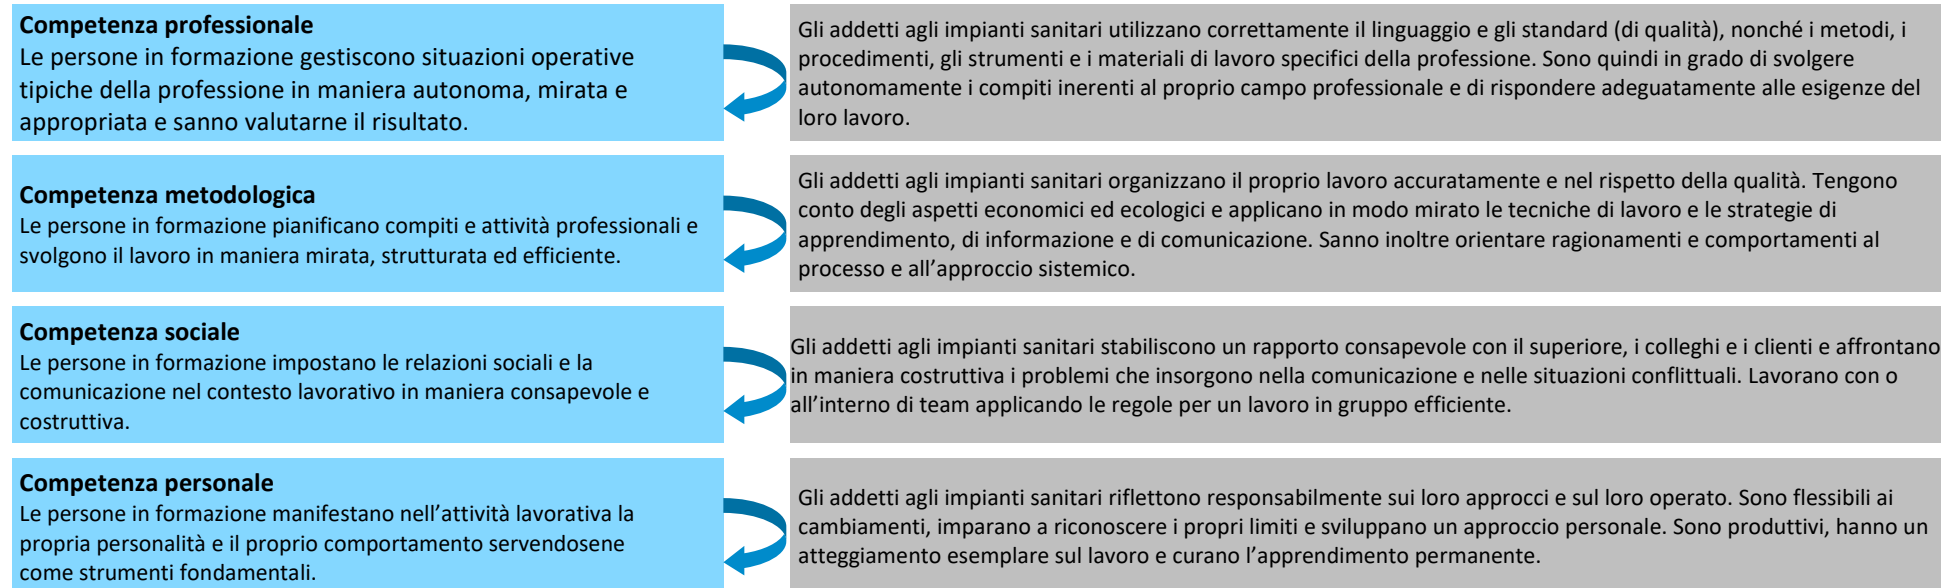 Competenza professionale
Le persone in formazione gestiscono situazioni operative
tipiche della professione in maniera autonoma, mirata e
appropriata e sanno valutarne il risultato.
Gli addetti agli impianti sanitari utilizzano correttamente il linguaggio e gli standard (di qualità), nonché i metodi, i
procedimenti, gli strumenti e i materiali di lavoro specifici della professione. Sono quindi in grado di svolgere
autonomamente i compiti inerenti al proprio campo professionale e di rispondere adeguatamente alle esigenze del
loro lavoro.
Competenza metodologica
Le persone in formazione pianificano compiti e attività professionali e
svolgono il lavoro in maniera mirata, strutturata ed efficiente.
Gli addetti agli impianti sanitari organizzano il proprio lavoro accuratamente e nel rispetto della qualità. Tengono
conto degli aspetti economici ed ecologici e applicano in modo mirato le tecniche di lavoro e le strategie di
apprendimento, di informazione e di comunicazione. Sanno inoltre orientare ragionamenti e comportamenti al
processo e all’approccio sistemico.
Competenza sociale
Le persone in formazione impostano le relazioni sociali e la
comunicazione nel contesto lavorativo in maniera consapevole e
costruttiva.
Gli addetti agli impianti sanitari stabiliscono un rapporto consapevole con il superiore, i colleghi e i clienti e affrontano
in maniera costruttiva i problemi che insorgono nella comunicazione e nelle situazioni conflittuali. Lavorano con o
all’interno di team applicando le regole per un lavoro in gruppo efficiente.
Competenza personale
Le persone in formazione manifestano nell’attività lavorativa la
propria personalità e il proprio comportamento servendosene
come strumenti fondamentali.
Gli addetti agli impianti sanitari riflettono responsabilmente sui loro approcci e sul loro operato. Sono flessibili ai
cambiamenti, imparano a riconoscere i propri limiti e sviluppano un approccio personale. Sono produttivi, hanno un
atteggiamento esemplare sul lavoro e curano l’apprendimento permanente.